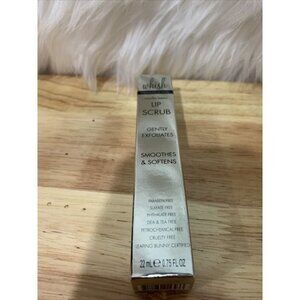 LIP
SCRUB
GENTLY
EXFOLIATES
SMOOTHES
& SOFTENS
PARABEN FREE
SULFATE FREE
PHTHALATE FREE
DEA & TEA FREE
PETROCHEMICAL FREE
CRUELTY FREE
LEAPING BUNNY CERTIFIED
22 mL ℮ 0.75 FL OZ